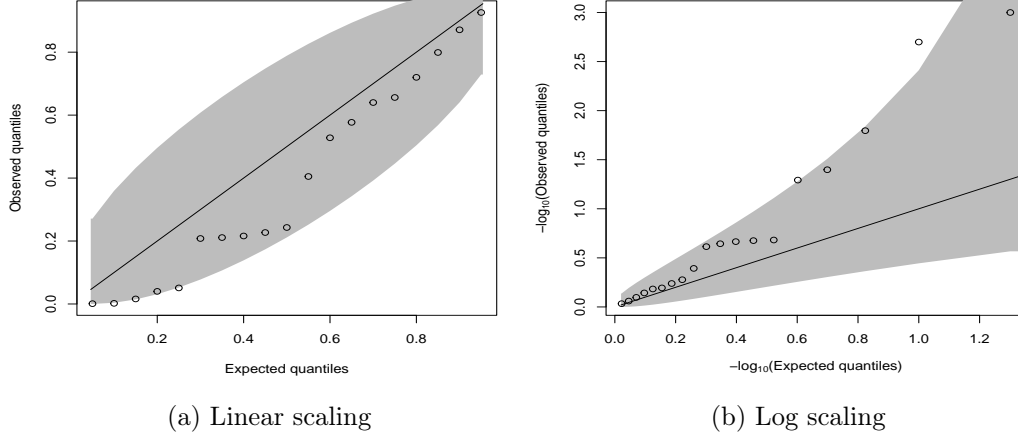 0.0 0.2 0.4 0.6 0.8
Observed quantiles
0.2 0.4 0.6 0.8
Expected quantiles
(a) Linear scaling
0.0 0.5 1.0 1.5 2.0 2.5 3.0
−log₁₀(Observed quantiles)
0.0 0.2 0.4 0.6 0.8 1.0 1.2
−log₁₀(Expected quantiles)
(b) Log scaling